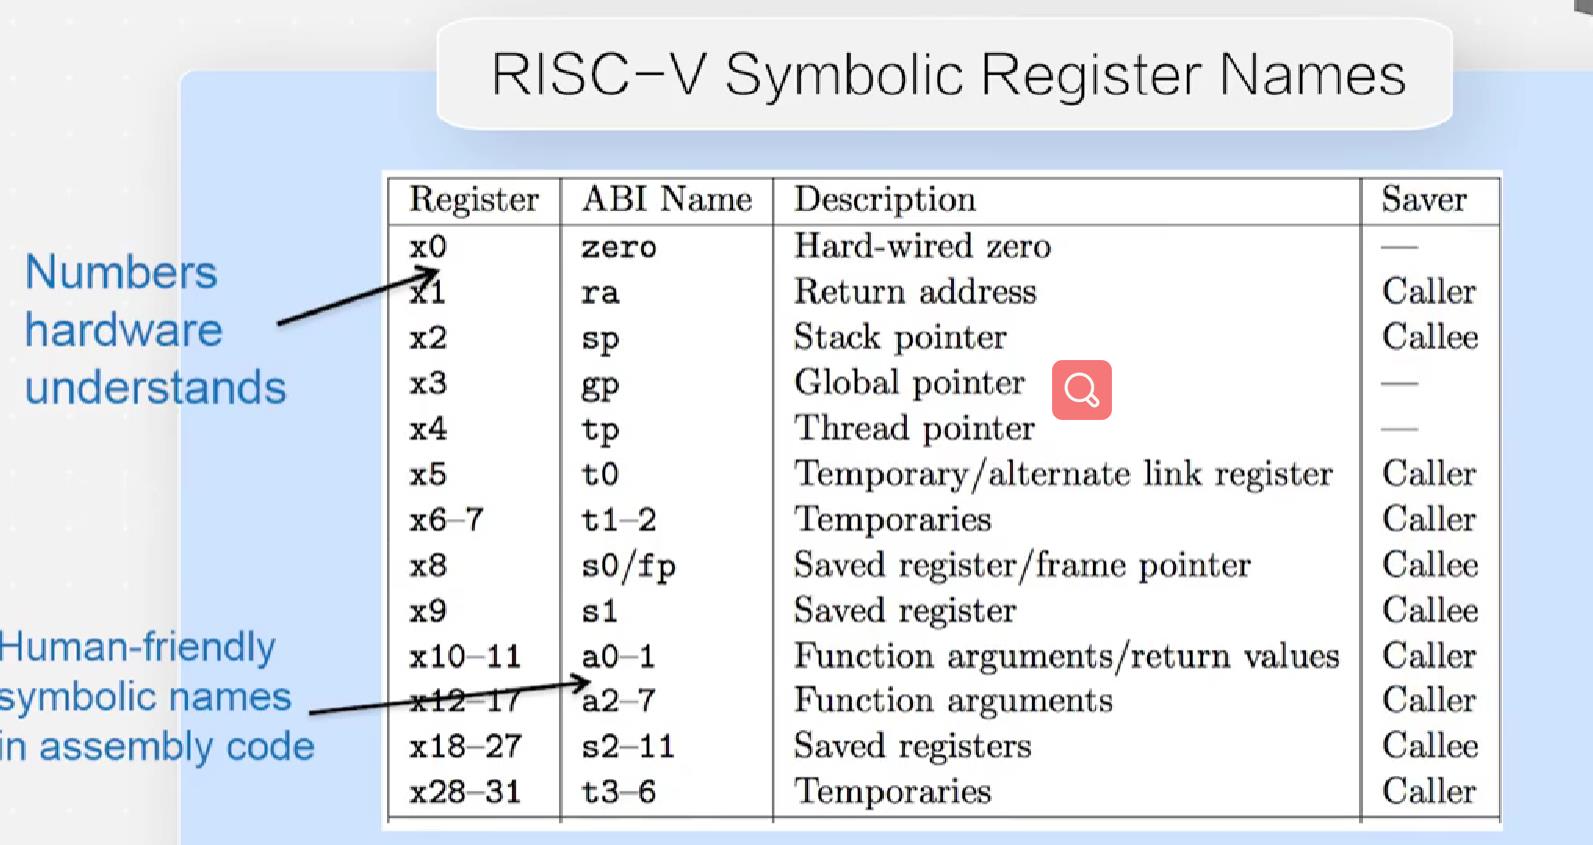 RISC-V Symbolic Register Names
Numbers
hardware
understands
Human-friendly
symbolic names
in assembly code
Register ABI Name Description Saver
x0 zero Hard-wired zero —
x1 ra Return address Caller
x2 sp Stack pointer Callee
x3 gp Global pointer —
x4 tp Thread pointer —
x5 t0 Temporary/alternate link register Caller
x6–7 t1–2 Temporaries Caller
x8 s0/fp Saved register/frame pointer Callee
x9 s1 Saved register Callee
x10–11 a0–1 Function arguments/return values Caller
x12–17 a2–7 Function arguments Caller
x18–27 s2–11 Saved registers Callee
x28–31 t3–6 Temporaries Caller